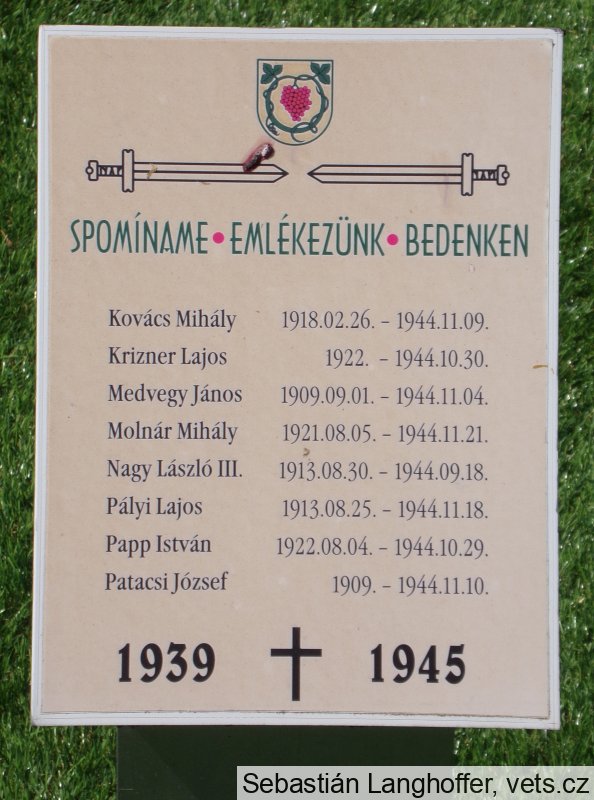 SPOMÍNAME • EMLÉKEZÜNK • BEDENKEN
Kovács Mihály 1918.02.26. - 1944.11.09.
Krizner Lajos 1922. - 1944.10.30.
Medvegy János 1909.09.01. - 1944.11.04.
Molnár Mihály 1921.08.05. - 1944.11.21.
Nagy László III. 1913.08.30. - 1944.09.18.
Pályi Lajos 1913.08.25. - 1944.11.18.
Papp István 1922.08.04. - 1944.10.29.
Patacsi József 1909. - 1944.11.10.
1939 1945
Sebastián Langhoffer, vets.cz